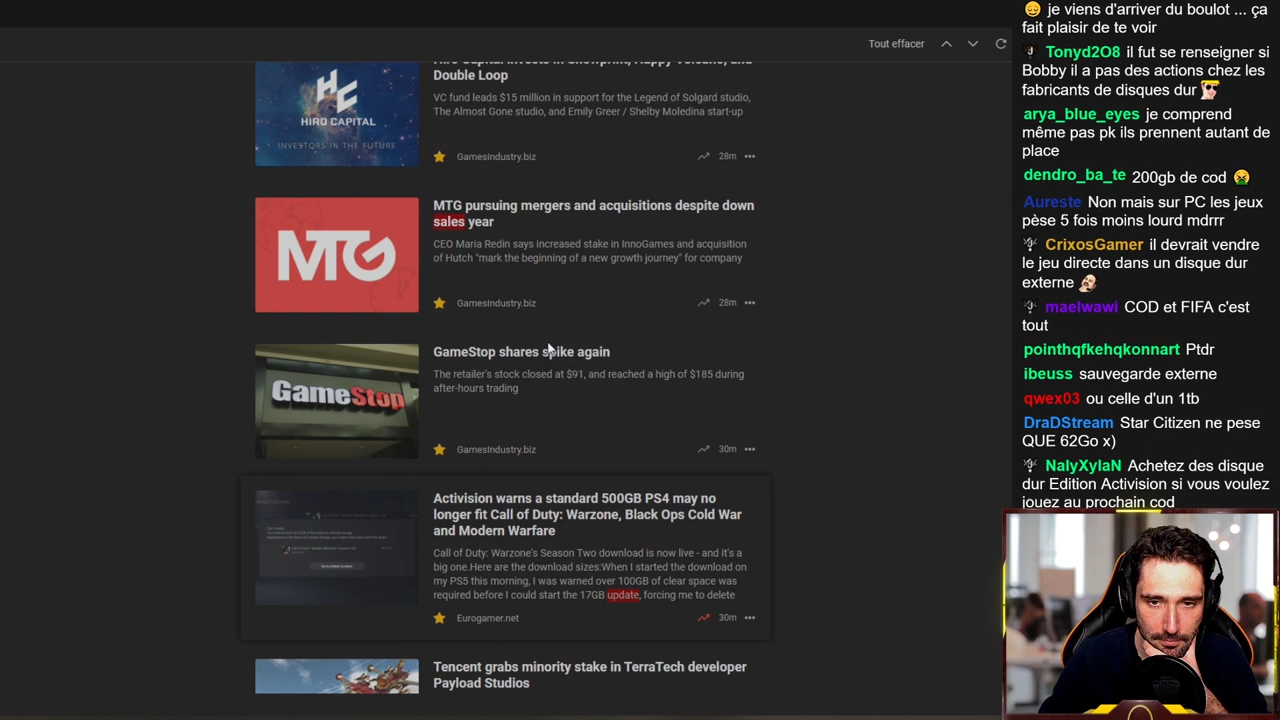 Tout effacer
Hiro Capital invests in Snowprint, Happy Volcano, and
Double Loop
VC fund leads $15 million in support for the Legend of Solgard studio,
The Almost Gone studio, and Emily Greer / Shelby Moledina start-up
HIRO CAPITAL
INVESTORS IN THE FUTURE
GamesIndustry.biz
28m
MTG pursuing mergers and acquisitions despite down
sales year
CEO Maria Redin says increased stake in InnoGames and acquisition
of Hutch "mark the beginning of a new growth journey" for company
MTG
GamesIndustry.biz
28m
GameStop shares spike again
The retailer's stock closed at $91, and reached a high of $185 during
after-hours trading
GameStop
GamesIndustry.biz
30m
Activision warns a standard 500GB PS4 may no
longer fit Call of Duty: Warzone, Black Ops Cold War
and Modern Warfare
Call of Duty: Warzone's Season Two download is now live - and it's a
big one.Here are the download sizes:When I started the download on
my PS5 this morning, I was warned over 100GB of clear space was
required before I could start the 17GB update, forcing me to delete
Eurogamer.net
30m
Tencent grabs minority stake in TerraTech developer
Payload Studios
je viens d'arriver du boulot ... ça
fait plaisir de te voir
Tonyd2O8 il fut se renseigner si
Bobby il a pas des actions chez les
fabricants de disques dur
arya_blue_eyes je comprend
même pas pk ils prennent autant de
place
dendro_ba_te 200gb de cod
Aureste Non mais sur PC les jeux
pèse 5 fois moins lourd mdrrr
CrixosGamer il devrait vendre
le jeu directe dans un disque dur
externe
maelwawi COD et FIFA c'est
tout
pointhqfkehqkonnart Ptdr
ibeuss sauvegarde externe
qwex03 ou celle d'un 1tb
DraDStream Star Citizen ne pese
QUE 62Go x)
NalyXylaN Achetez des disque
dur Edition Activision si vous voulez
jouez au prochain cod